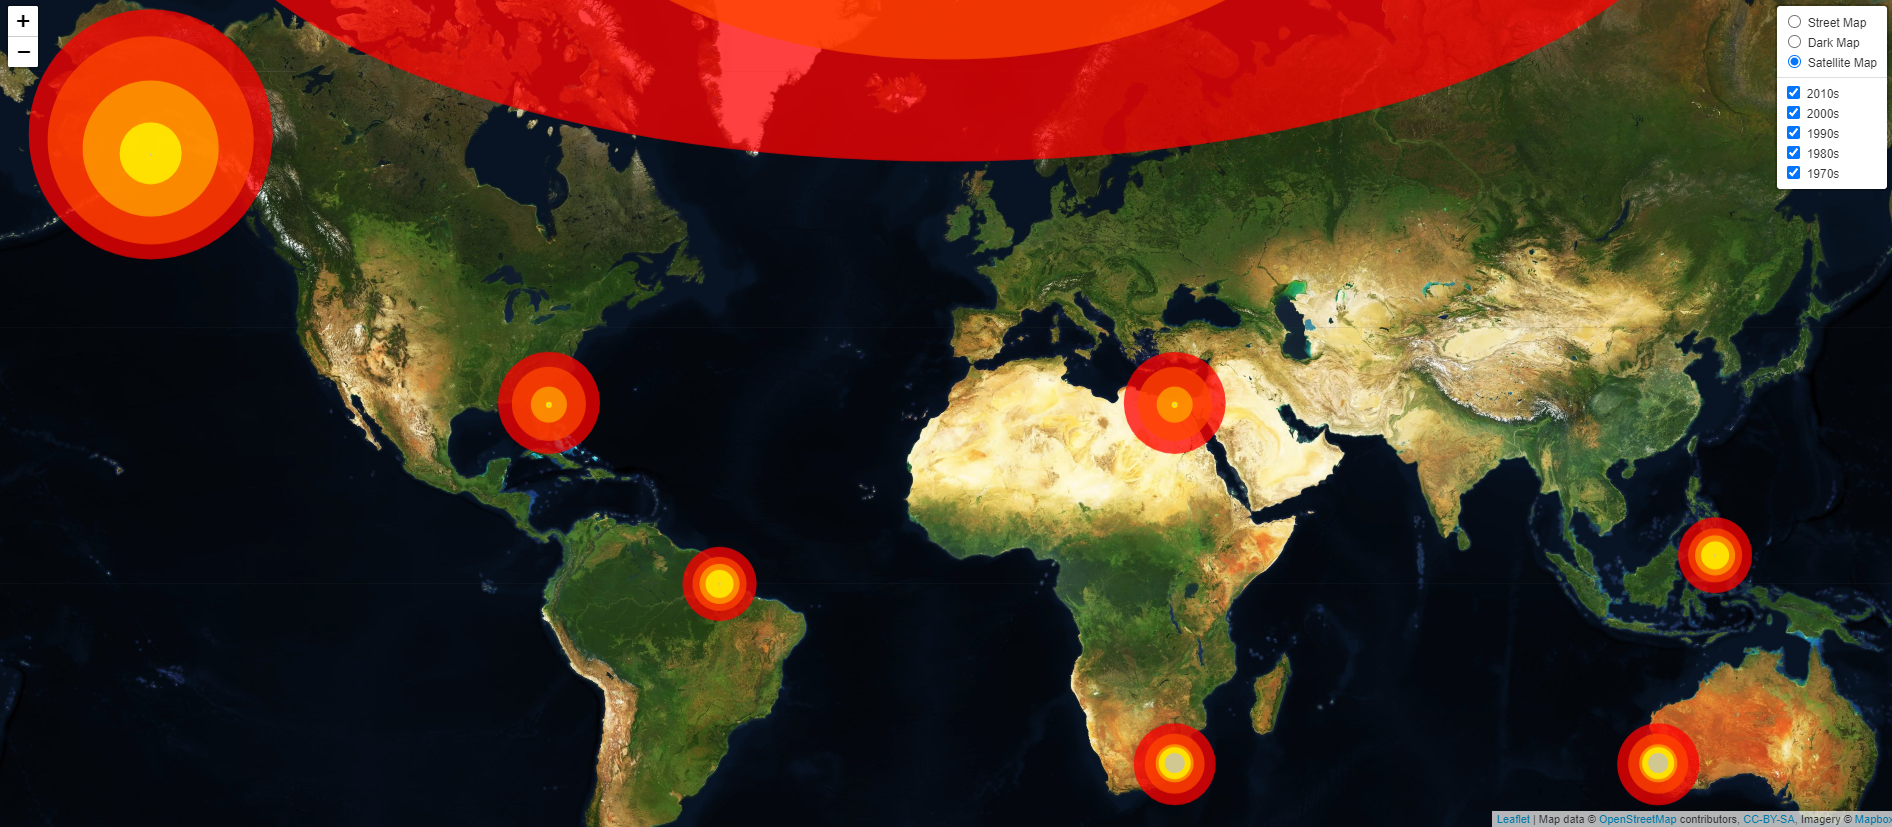 +
−
Street Map
Dark Map
Satellite Map
2010s
2000s
1990s
1980s
1970s
Leaflet | Map data © OpenStreetMap contributors, CC-BY-SA, Imagery © Mapbox